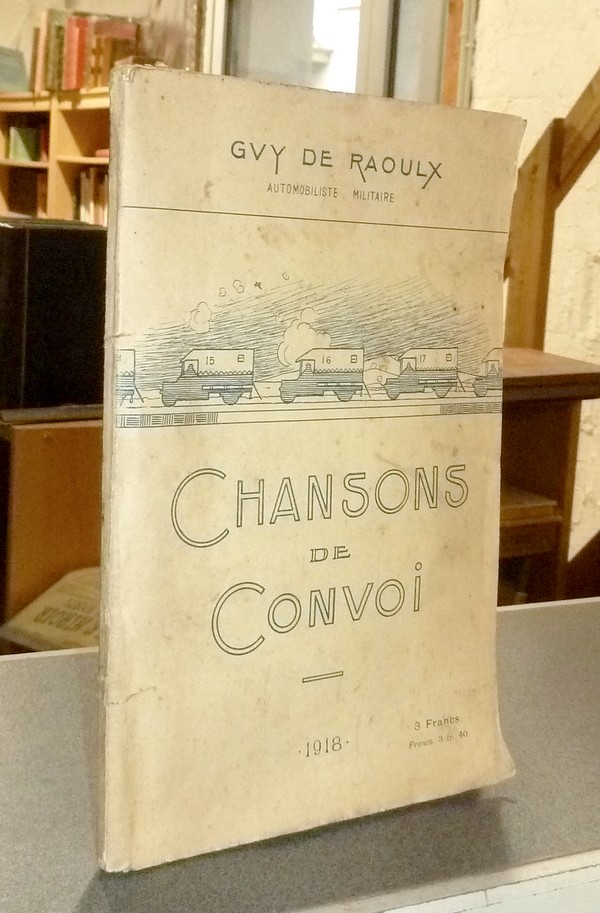 GVY DE RAOULX
AUTOMOBILISTE MILITAIRE
15
16
17
CHANSONS
DE
CONVOi
·1918·
3 Francs
Franco, 3 fr. 40